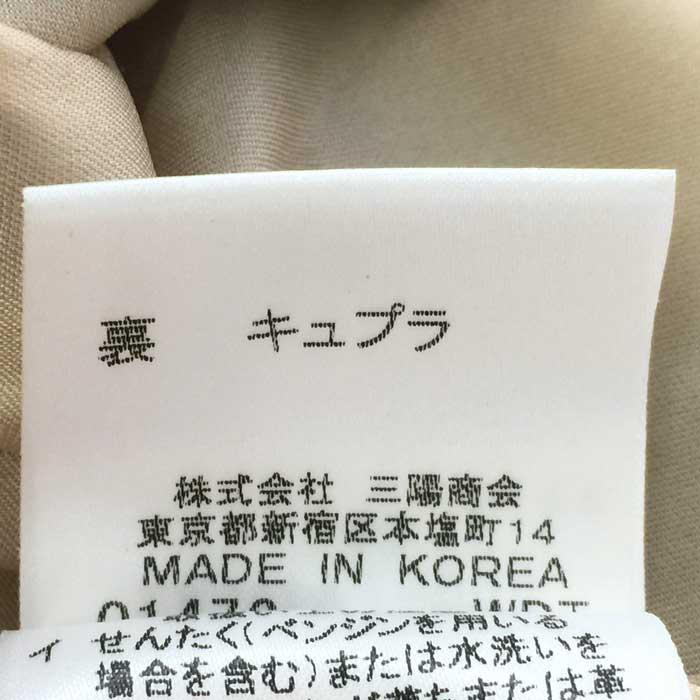 裏 キュプラ
株式会社 三陽商会
東京都新宿区本塩町14
MADE IN KOREA
ィ せんたく(ベンジンを用いる
場合を含む)または水洗いを